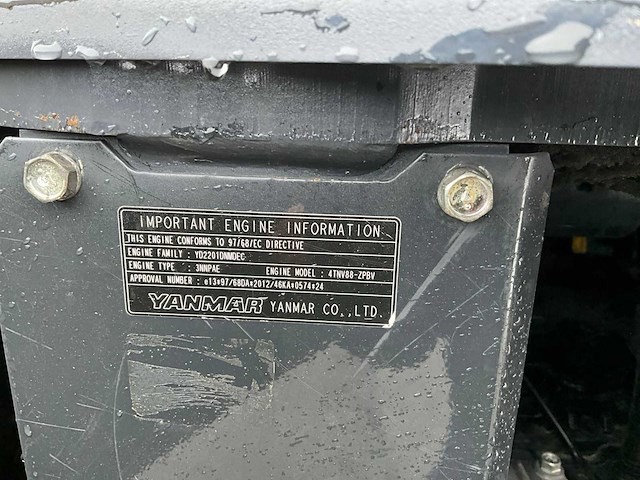 IMPORTANT ENGINE INFORMATION
THIS ENGINE CONFORMS TO 97/68/EC DIRECTIVE
ENGINE FAMILY : YD2201DNMDEC
ENGINE TYPE : 3NNPAE ENGINE MODEL : 4TNV88-ZPBV
APPROVAL NUMBER : e13*97/68DA*2012/46KA*0574*24
YANMAR YANMAR CO.,LTD.